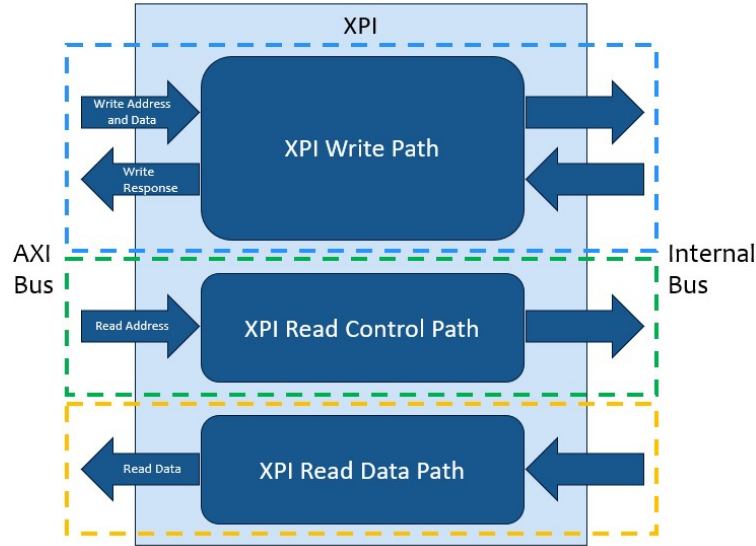 XPI
Write Address
and Data
XPI Write Path
Write
Response
AXI
Bus
Internal
Bus
Read Address
XPI Read Control Path
Read Data
XPI Read Data Path